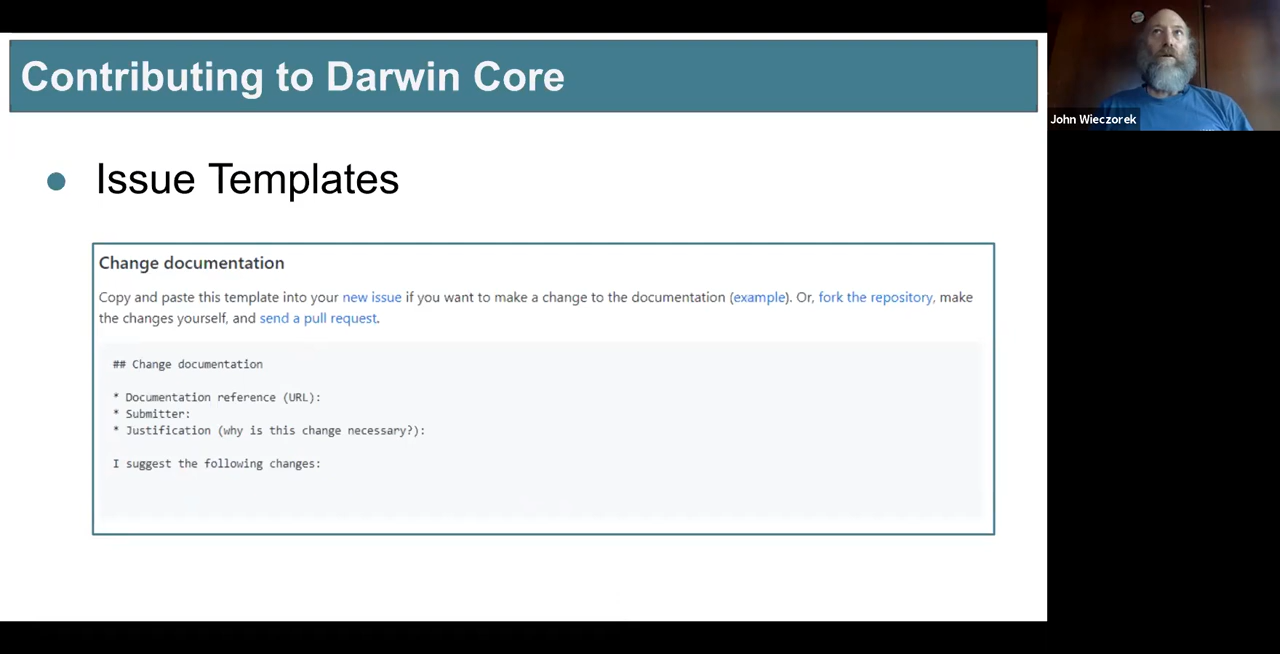 Contributing to Darwin Core
John Wieczorek
Issue Templates
Change documentation
Copy and paste this template into your new issue if you want to make a change to the documentation (example). Or, fork the repository, make
the changes yourself, and send a pull request.
## Change documentation
* Documentation reference (URL):
* Submitter:
* Justification (why is this change necessary?):
I suggest the following changes: